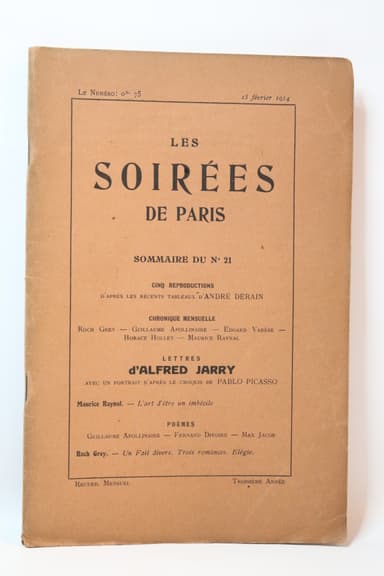 Le Numéro: 0fr. 75
15 février 1914
LES
SOIRÉES
DE PARIS
SOMMAIRE DU N° 21
CINQ REPRODUCTIONS
D'APRÈS LES RÉCENTS TABLEAUX D'ANDRÉ DERAIN
CHRONIQUE MENSUELLE
Roch Grey — Guillaume Apollinaire — Edgard Varèse —
Horace Holley — Maurice Raynal
LETTRES
d'ALFRED JARRY
AVEC UN PORTRAIT D'APRÈS LE CROQUIS DE PABLO PICASSO
Maurice Raynal. — L'art d'être un imbécile
POÈMES
Guillaume Apollinaire — Fernand Divoire — Max Jacob
Roch Grey. — Un Fait divers. Trois romances. Elégie.
Recueil Mensuel
Troisième Année